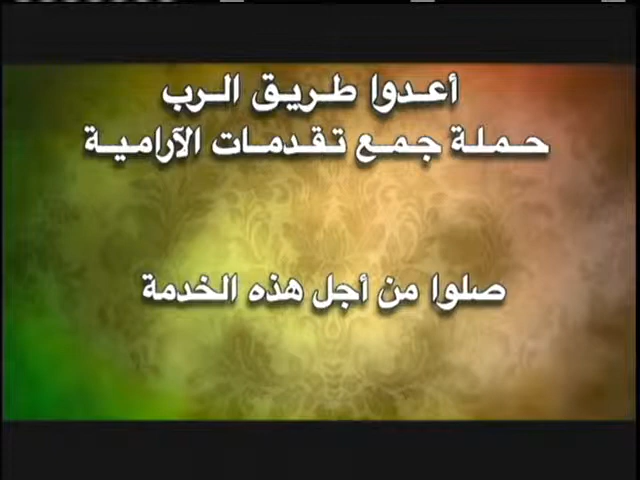 أعدوا طريق الرب
حملة جمع تقدمات الآرامية
صلوا من أجل هذه الخدمة